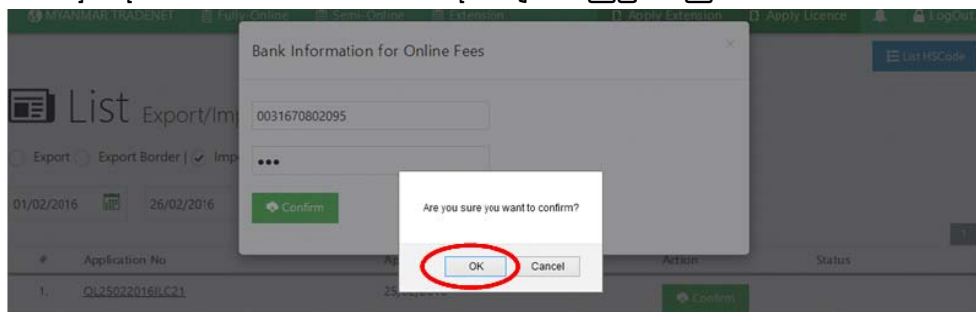 MYANMAR TRADENET Fully-Online Semi-Online Extension Apply Extension Apply Licence LogOut
Bank Information for Online Fees ×
List HSCode
List Export/Im
0031670802095
Export Export Border | Imp
•••
01/02/2016 26/02/2016 Confirm
Are you sure you want to confirm?
OK Cancel
# Application No Ap Action Status
1. OL25022016ILC21 Confirm